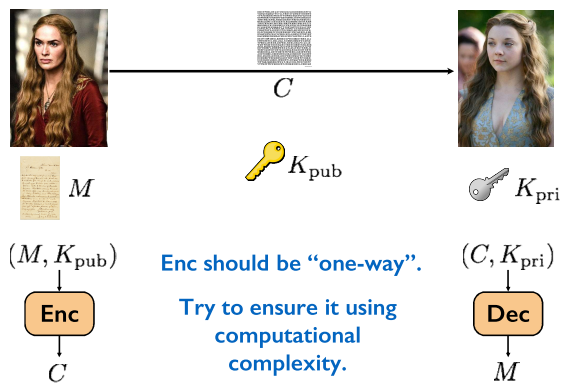 C
M
K_pub
K_pri
(M, K_pub)
Enc should be “one-way”.
(C, K_pri)
Enc
Try to ensure it using
computational
complexity.
Dec
C
M